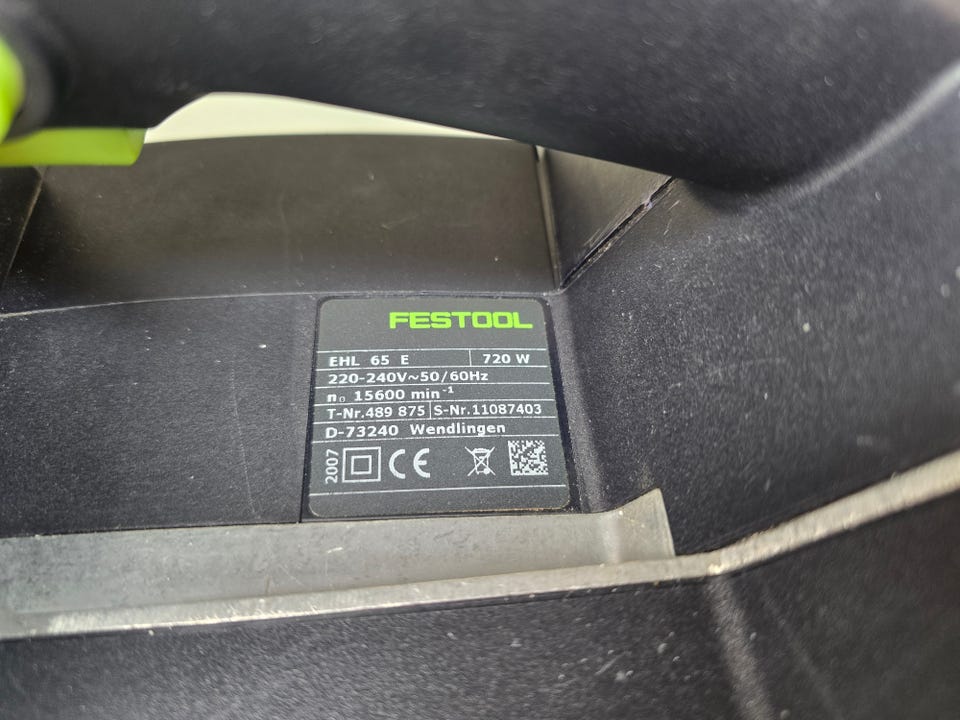 FESTOOL
EHL 65 E 720 W
220-240V~50/60Hz
n₀ 15600 min⁻¹
T-Nr.489 875 S-Nr.11087403
D-73240 Wendlingen
2007 CE